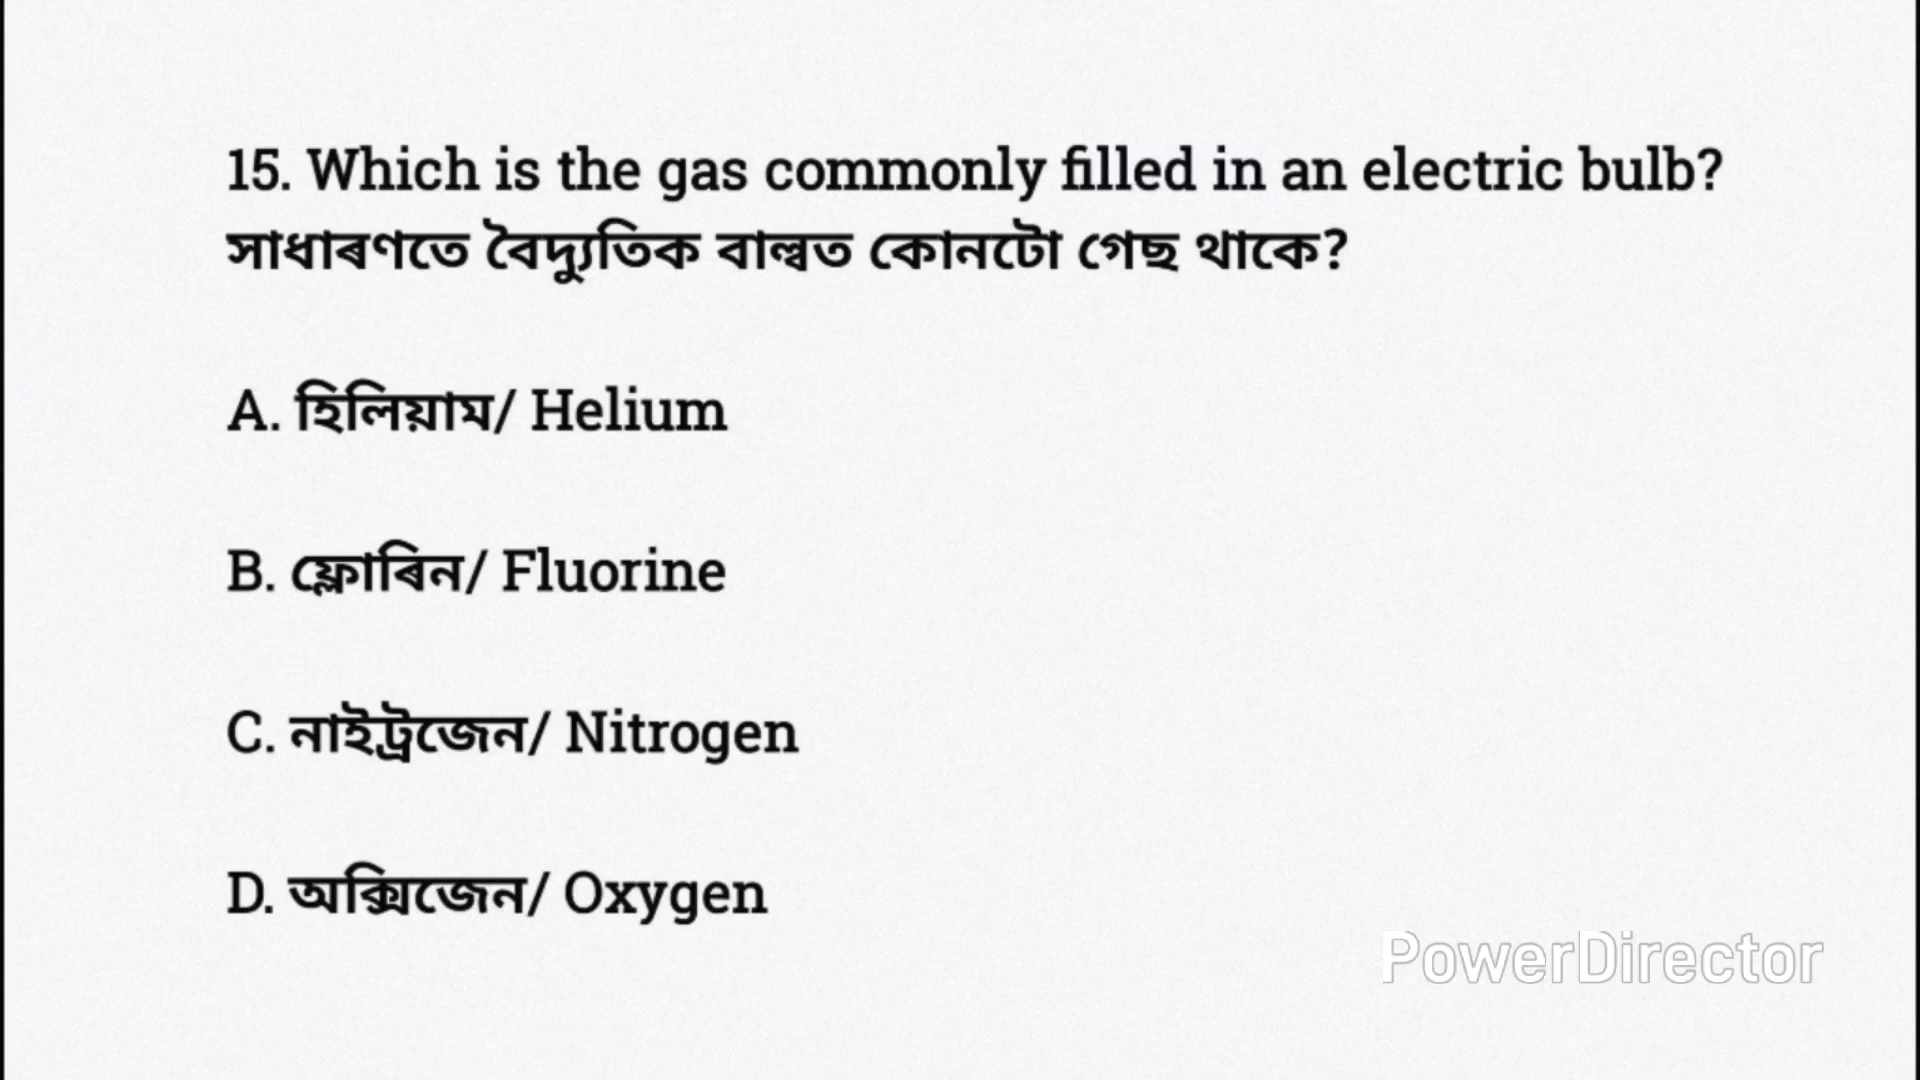 15. Which is the gas commonly filled in an electric bulb?
সাধাৰণতে বৈদ্যুতিক বাল্বত কোনটো গেছ থাকে?
A. হিলিয়াম/ Helium
B. ফ্লোৰিন/ Fluorine
C. নাইট্ৰজেন/ Nitrogen
D. অক্সিজেন/ Oxygen
PowerDirector